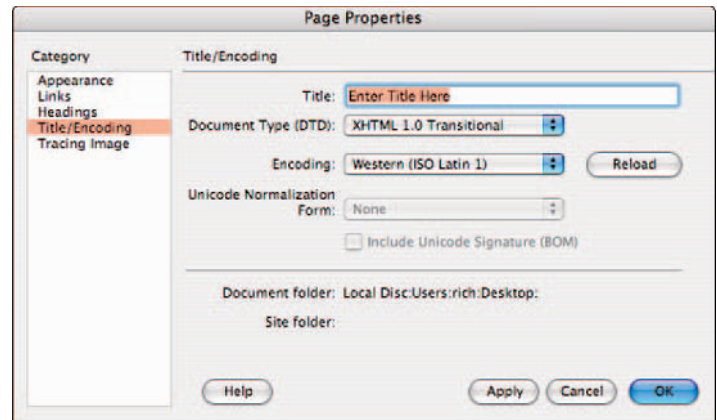 Page Properties
Category
Appearance
Links
Headings
Title/Encoding
Tracing Image
Title/Encoding
Title: Enter Title Here
Document Type (DTD): XHTML 1.0 Transitional
Encoding: Western (ISO Latin 1) Reload
Unicode Normalization
Form: None
Include Unicode Signature (BOM)
Document folder: Local Disc:Users:rich:Desktop:
Site folder:
Help Apply Cancel OK